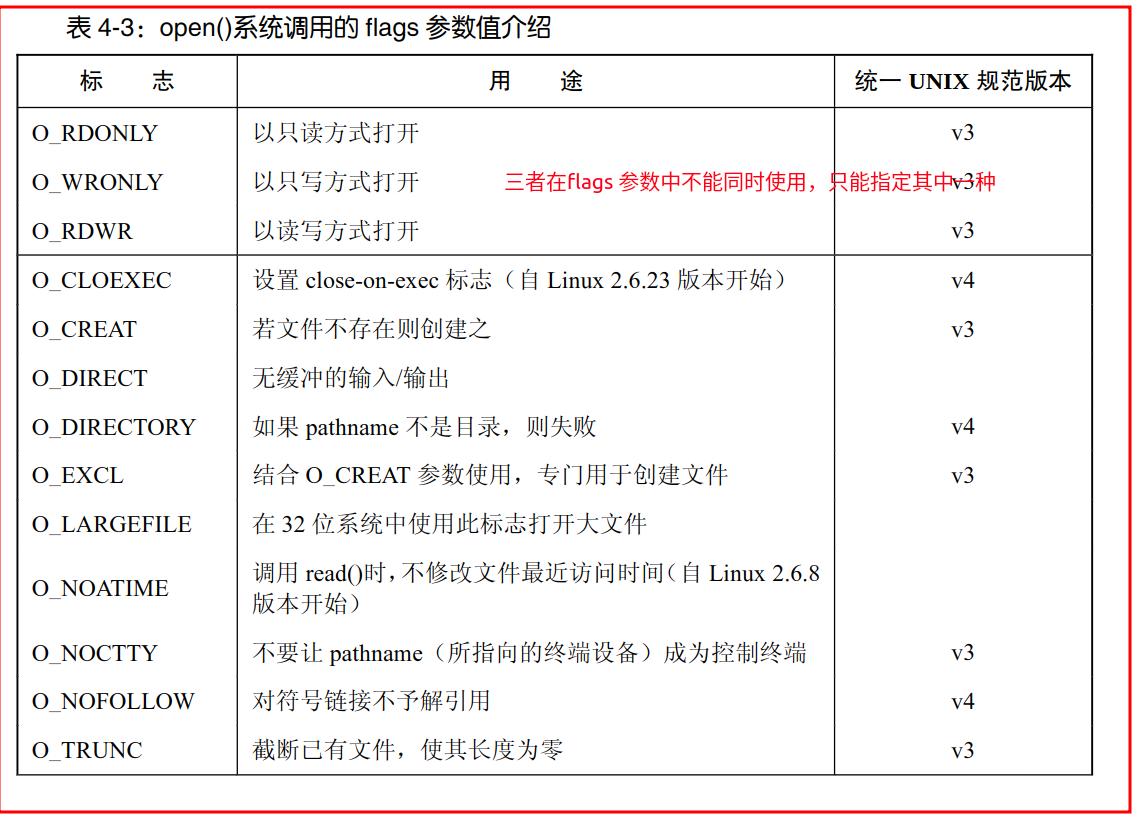 表 4-3：open()系统调用的 flags 参数值介绍
标 志 用 途 统一 UNIX 规范版本
O_RDONLY 以只读方式打开 v3
O_WRONLY 以只写方式打开 三者在flags 参数中不能同时使用，只能指定其中一种 v3
O_RDWR 以读写方式打开 v3
O_CLOEXEC 设置 close-on-exec 标志（自 Linux 2.6.23 版本开始） v4
O_CREAT 若文件不存在则创建之 v3
O_DIRECT 无缓冲的输入/输出
O_DIRECTORY 如果 pathname 不是目录，则失败 v4
O_EXCL 结合 O_CREAT 参数使用，专门用于创建文件 v3
O_LARGEFILE 在 32 位系统中使用此标志打开大文件
O_NOATIME 调用 read()时，不修改文件最近访问时间（自 Linux 2.6.8
版本开始）
O_NOCTTY 不要让 pathname（所指向的终端设备）成为控制终端 v3
O_NOFOLLOW 对符号链接不予解引用 v4
O_TRUNC 截断已有文件，使其长度为零 v3